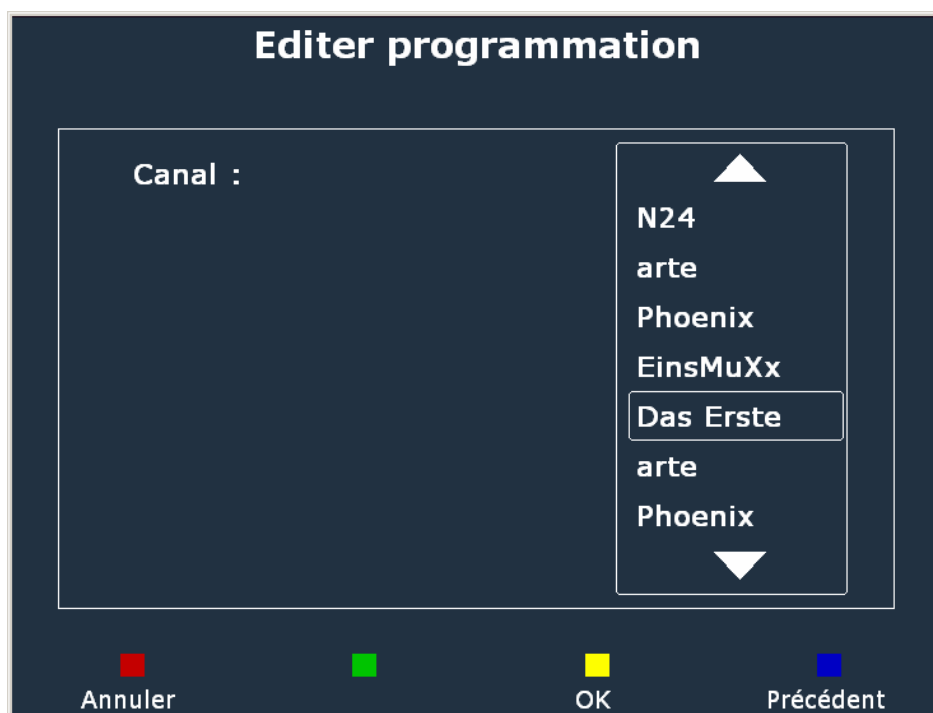 Editer programmation
Canal :
N24
arte
Phoenix
EinsMuXx
Das Erste
arte
Phoenix
Annuler
OK
Précédent